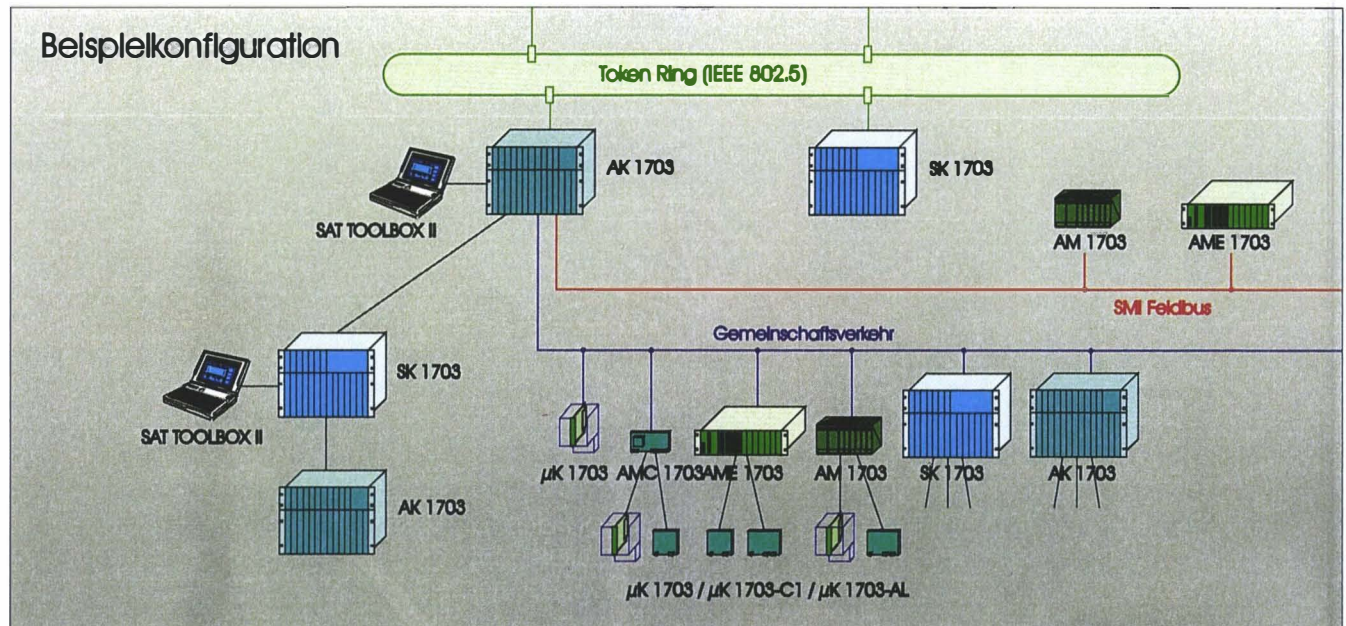 Beispielkonfiguration
Token Ring (IEEE 802.5)
AK 1703
SK 1703
SAT TOOLBOX II
AM 1703
AME 1703
SMI Feldbus
Gemeinschaftsverkehr
SK 1703
SAT TOOLBOX II
µK 1703
AMC 1703
AME 1703
AM 1703
SK 1703
AK 1703
AK 1703
µK 1703 / µK 1703-C1 / µK 1703-AL